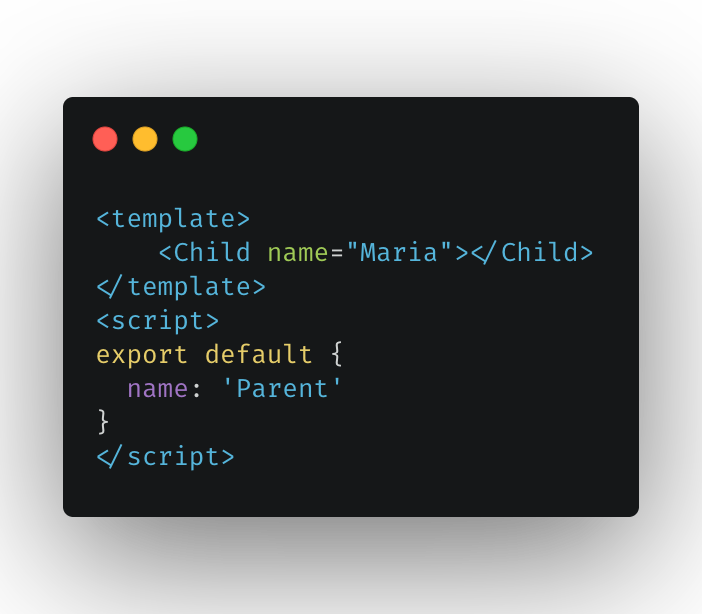 <template>
    <Child name="Maria"></Child>
</template>
<script>
export default {
  name: 'Parent'
}
</script>